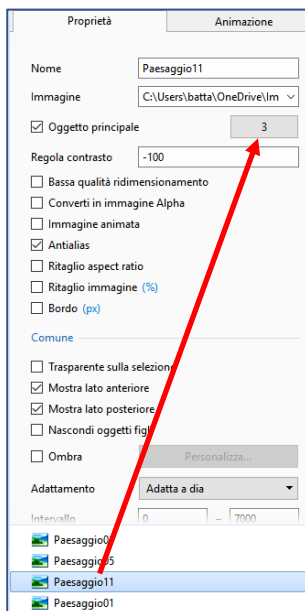 Proprietà Animazione
Nome Paesaggio11
Immagine C:\Users\batta\OneDrive\Im
Oggetto principale 3
Regola contrasto -100
Bassa qualità ridimensionamento
Converti in immagine Alpha
Immagine animata
Antialias
Ritaglio aspect ratio
Ritaglio immagine (%)
Bordo (px)
Comune
Trasparente sulla selezione
Mostra lato anteriore
Mostra lato posteriore
Nascondi oggetti figli
Ombra Personalizza...
Adattamento Adatta a dia
Intervallo 0 – 7000
Paesaggio11
Paesaggio01